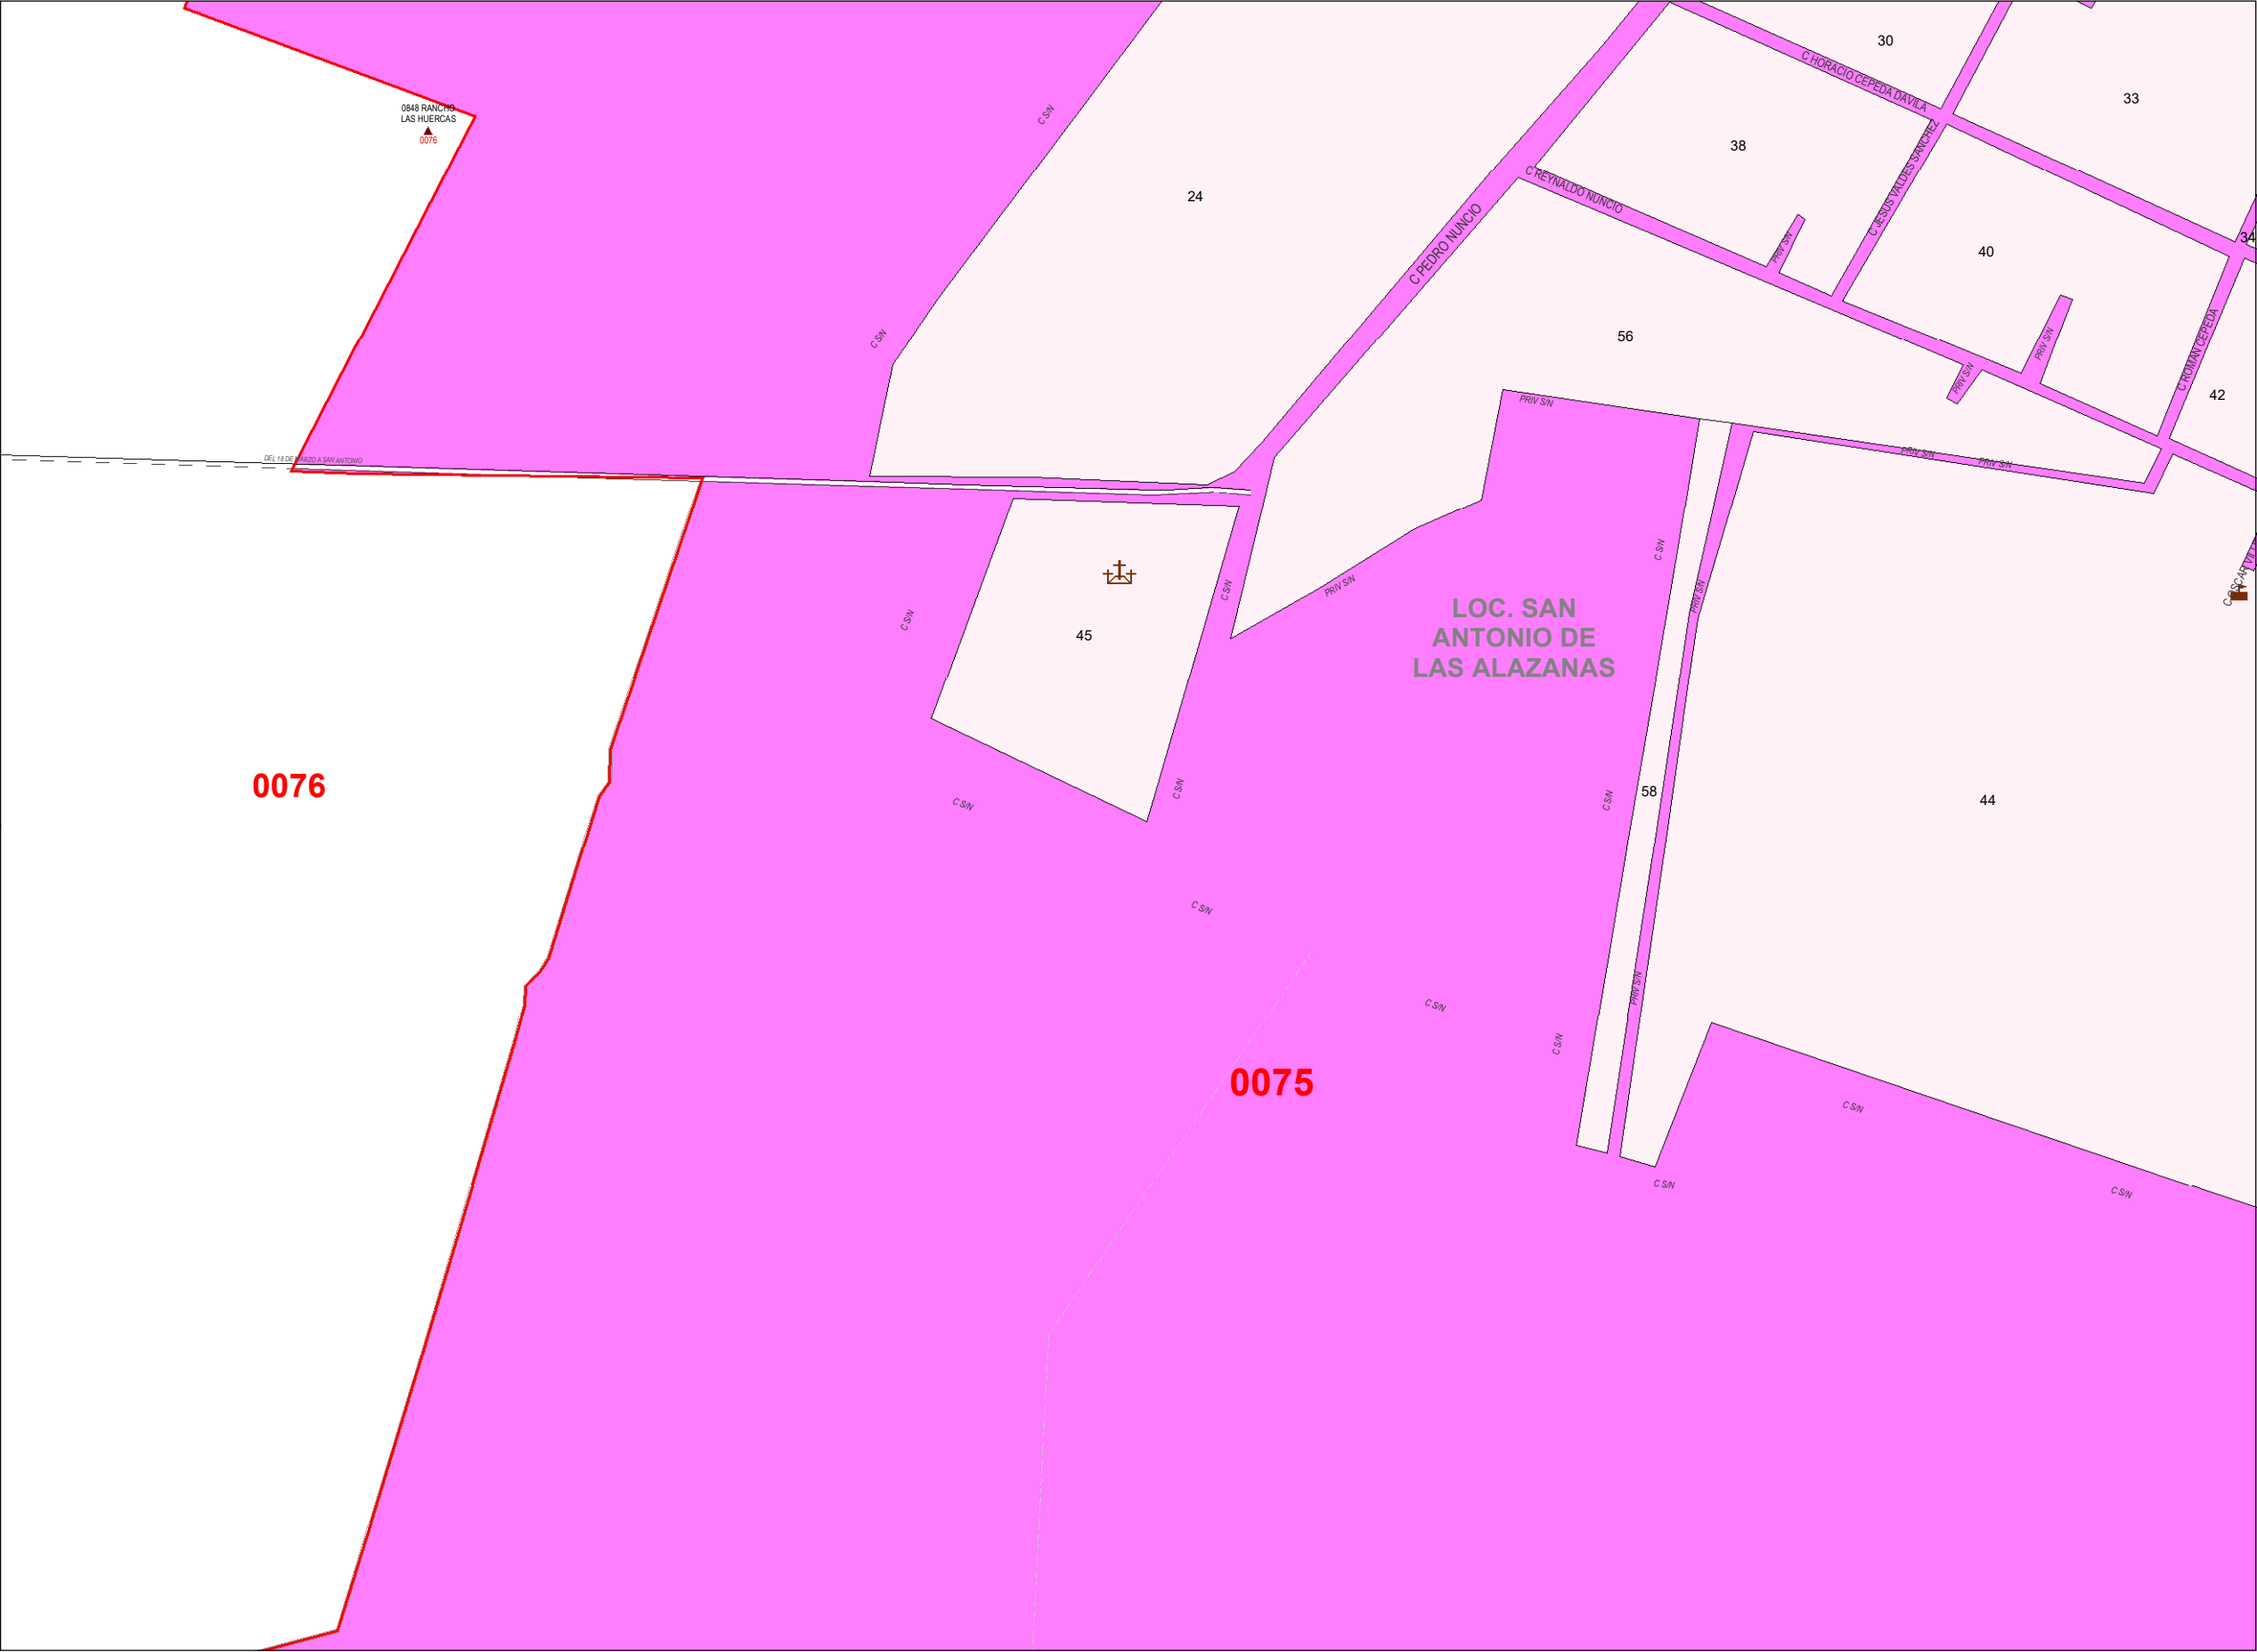 30
C HORACIO CEPEDA DAVILA
33
0848 RANCHO
LAS HUERCAS
0076
C S/N
38
C JESUS VALDES SANCHEZ
C REYNALDO NUNCIO
24
C PEDRO NUNCIO
PRIV S/N
40
34
C S/N
56
PRIV S/N
C ROMAN CEPEDA
PRIV S/N
42
PRIV S/N
PRIV S/N
PRIV S/N
DEL 18 DE MARZO A SAN ANTONIO
C S/N
C S/N
PRIV S/N
PRIV S/N
C OSCAR
C S/N
45
LOC. SAN
ANTONIO DE
LAS ALAZANAS
0076
C S/N
C S/N
C S/N
58
44
C S/N
PRIV S/N
C S/N
C S/N
0075
C S/N
C S/N
C S/N